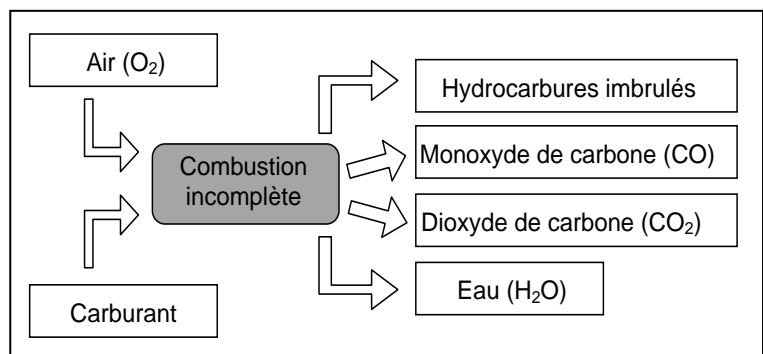 Air (O₂)
Carburant
Combustion
incomplète
Hydrocarbures imbrulés
Monoxyde de carbone (CO)
Dioxyde de carbone (CO₂)
Eau (H₂O)